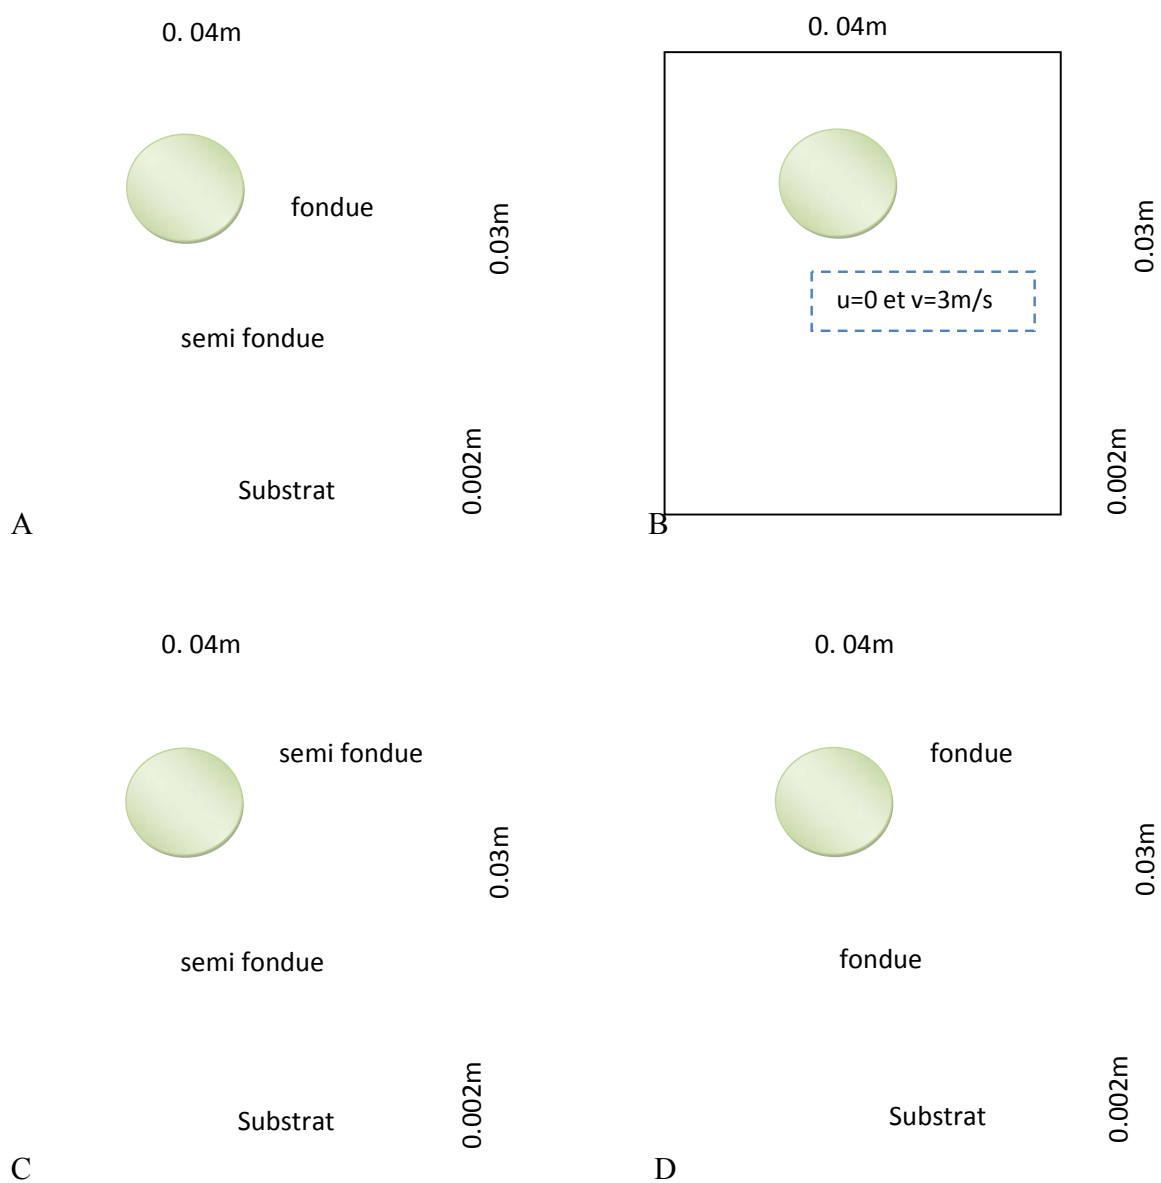 0. 04m
fondue
0.03m
semi fondue
0.002m
Substrat
A
0. 04m
0.03m
u=0 et v=3m/s
0.002m
B
0. 04m
semi fondue
0.03m
semi fondue
0.002m
Substrat
C
0. 04m
fondue
0.03m
fondue
0.002m
Substrat
D